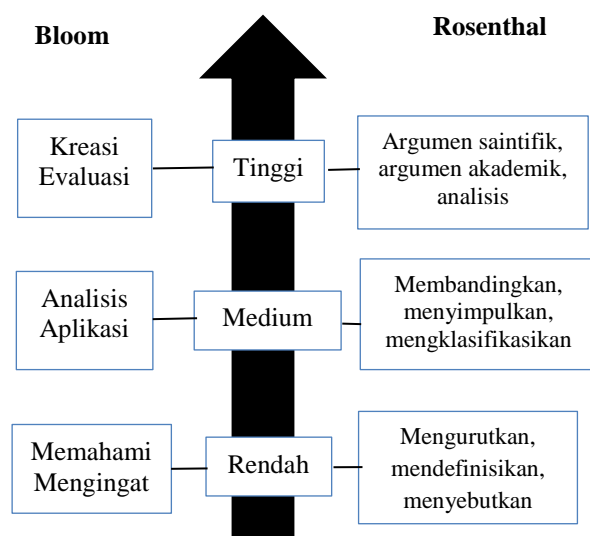 Bloom
Rosenthal
Kreasi
Evaluasi
Tinggi
Argumen saintifik,
argumen akademik,
analisis
Analisis
Aplikasi
Medium
Membandingkan,
menyimpulkan,
mengklasifikasikan
Memahami
Mengingat
Rendah
Mengurutkan,
mendefinisikan,
menyebutkan